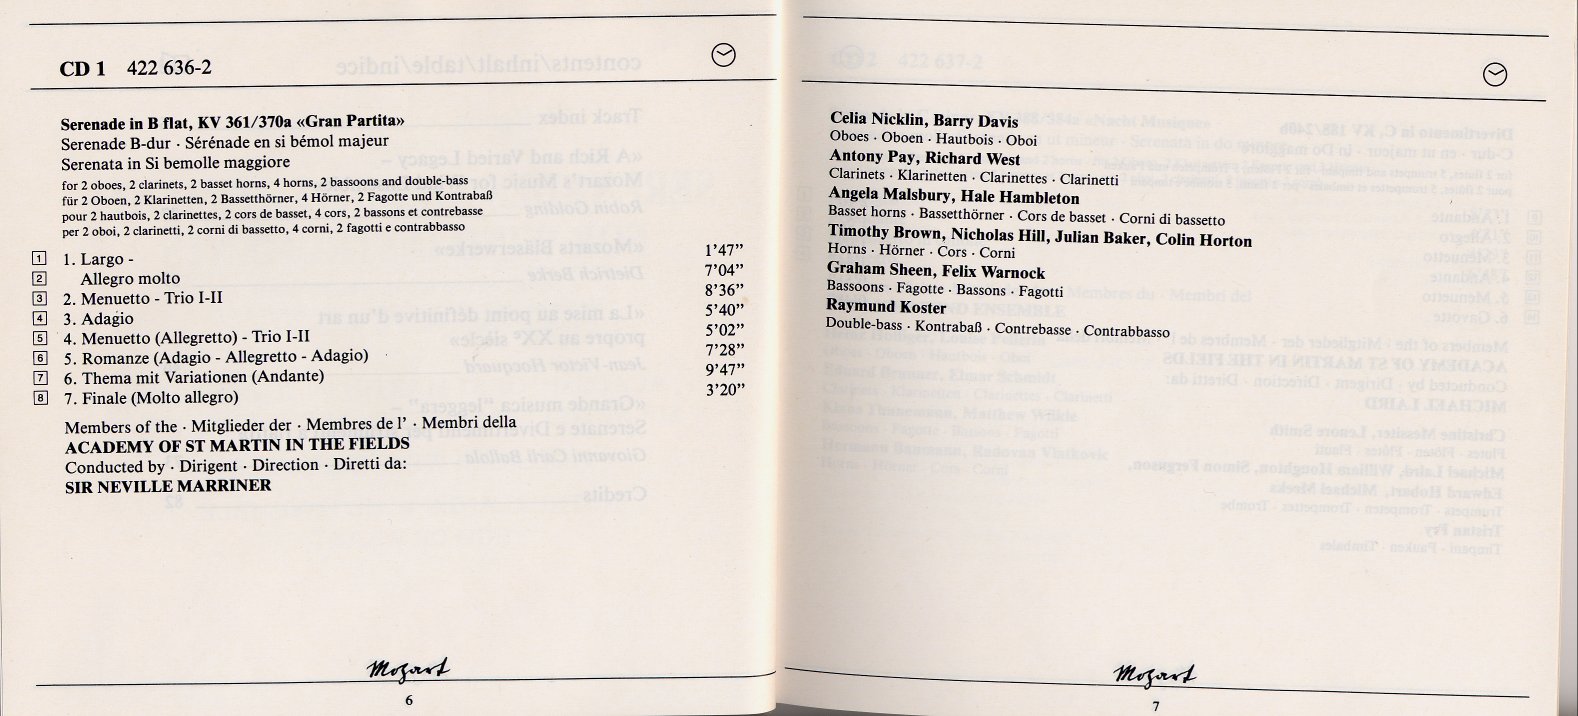 CD 1 422 636-2
Serenade in B flat, KV 361/370a «Gran Partita»
Serenade B-dur · Sérénade en si bémol majeur
Serenata in Si bemolle maggiore
for 2 oboes, 2 clarinets, 2 basset horns, 4 horns, 2 bassoons and double-bass
für 2 Oboen, 2 Klarinetten, 2 Bassetthörner, 4 Hörner, 2 Fagotte und Kontrabaß
pour 2 hautbois, 2 clarinettes, 2 cors de basset, 4 cors, 2 bassons et contrebasse
per 2 oboi, 2 clarinetti, 2 corni di bassetto, 4 corni, 2 fagotti e contrabbasso
1 1. Largo - 1'47"
2 Allegro molto 7'04"
3 2. Menuetto - Trio I-II 8'36"
4 3. Adagio 5'40"
5 4. Menuetto (Allegretto) - Trio I-II 5'02"
6 5. Romanze (Adagio - Allegretto - Adagio) 7'28"
7 6. Thema mit Variationen (Andante) 9'47"
8 7. Finale (Molto allegro) 3'20"
Members of the · Mitglieder der · Membres de l' · Membri della
ACADEMY OF ST MARTIN IN THE FIELDS
Conducted by · Dirigent · Direction · Diretti da:
SIR NEVILLE MARRINER
Mozart
6
Celia Nicklin, Barry Davis
Oboes · Oboen · Hautbois · Oboi
Antony Pay, Richard West
Clarinets · Klarinetten · Clarinettes · Clarinetti
Angela Malsbury, Hale Hambleton
Basset horns · Bassetthörner · Cors de basset · Corni di bassetto
Timothy Brown, Nicholas Hill, Julian Baker, Colin Horton
Horns · Hörner · Cors · Corni
Graham Sheen, Felix Warnock
Bassoons · Fagotte · Bassons · Fagotti
Raymund Koster
Double-bass · Kontrabaß · Contrebasse · Contrabbasso
Mozart
7